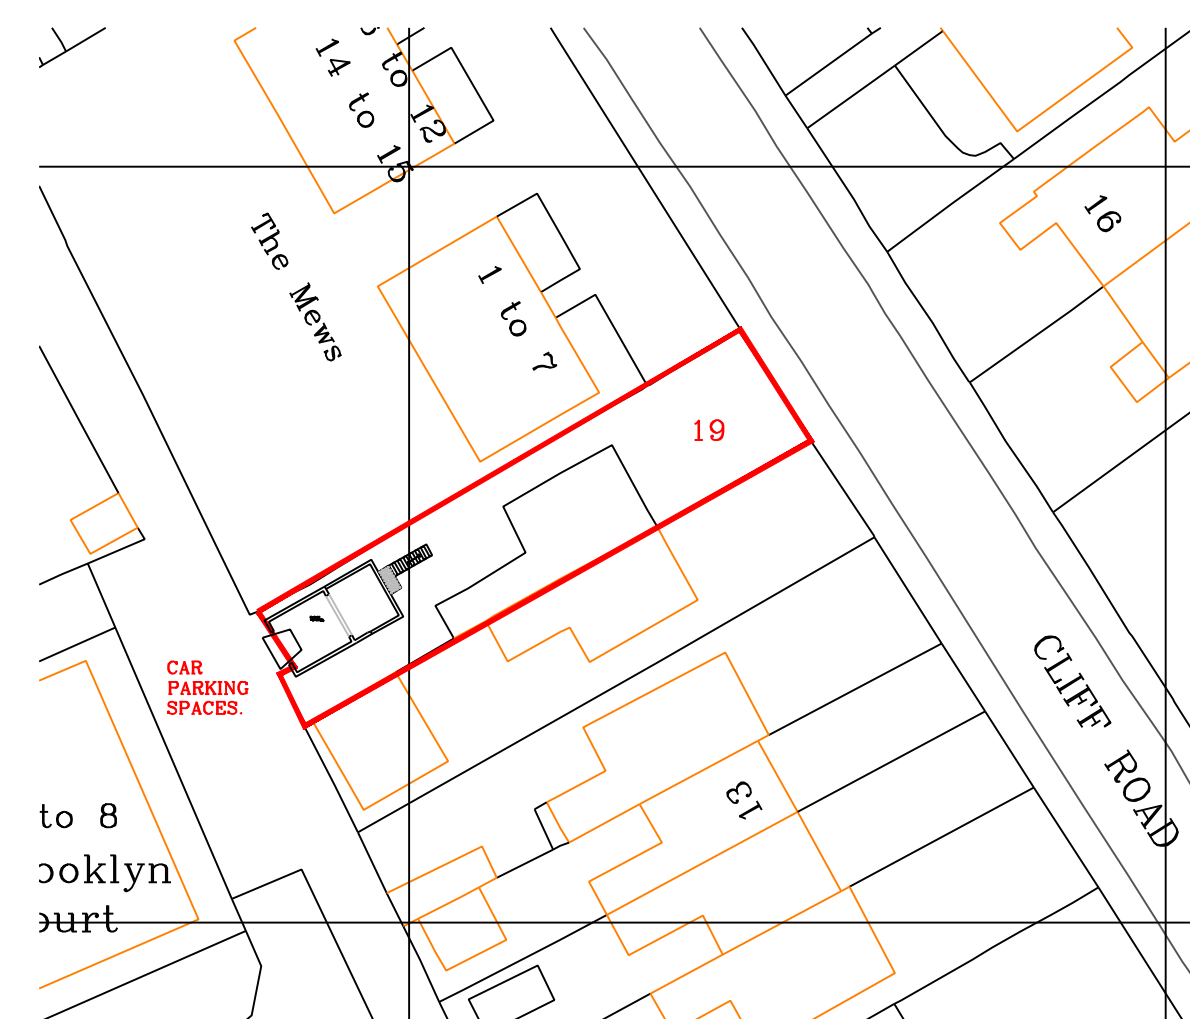 to 12
14 to 15
The Mews
1 to 7
16
19
CAR
PARKING
SPACES.
CLIFF ROAD
13
to 8
ooklyn
ourt